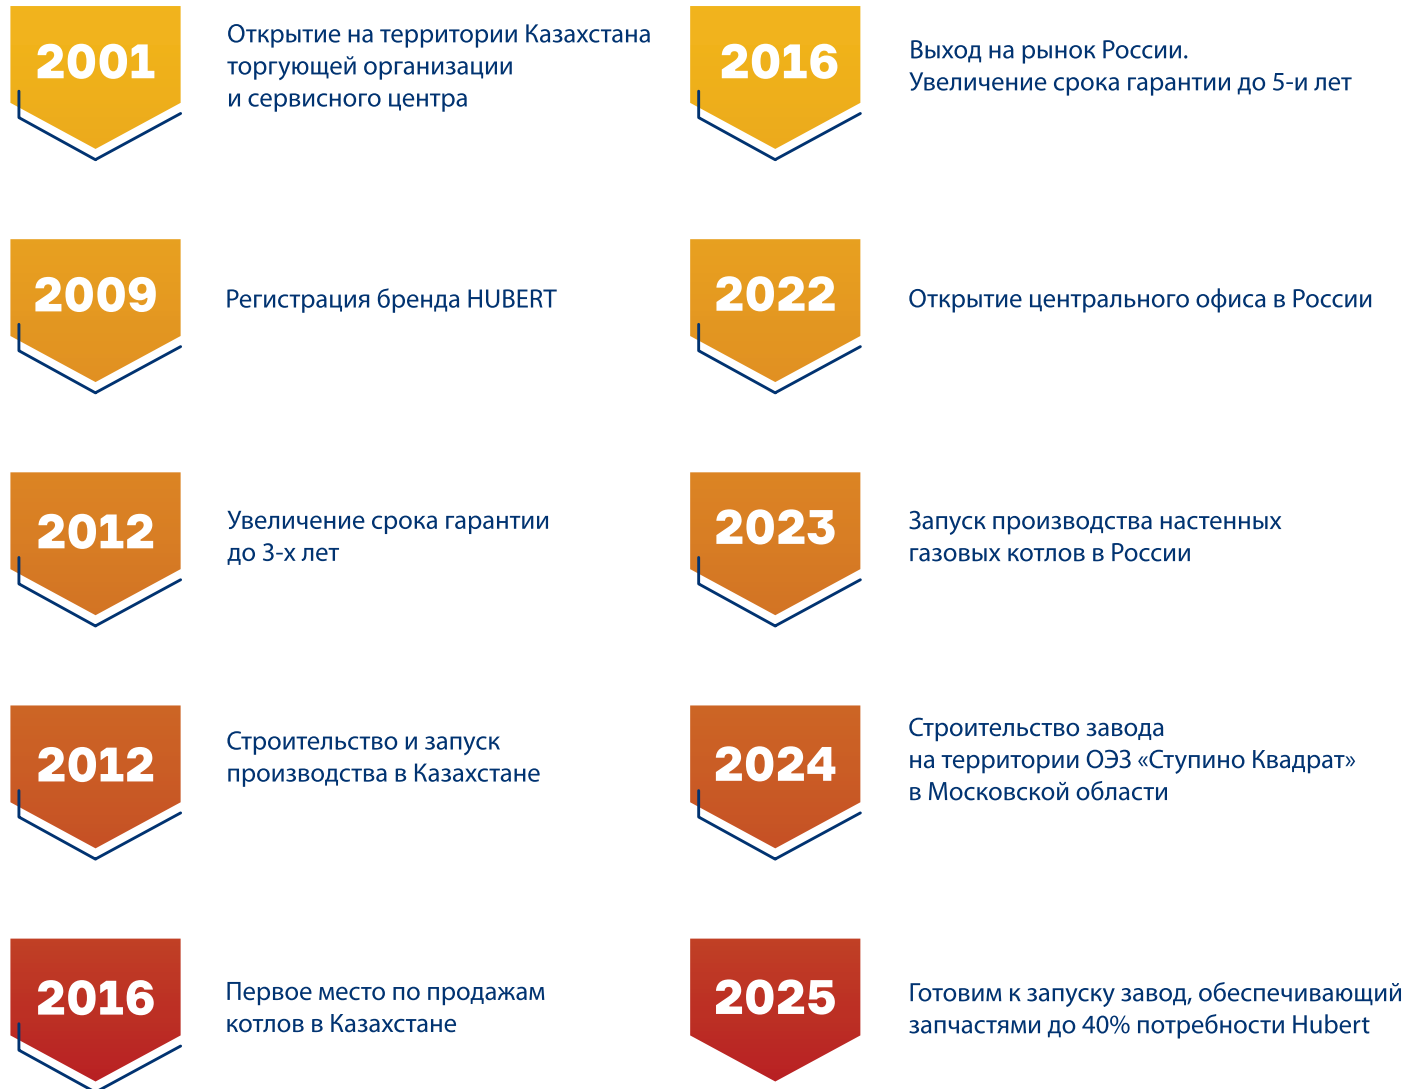 2001
Открытие на территории Казахстана
торгующей организации
и сервисного центра
2009
Регистрация бренда HUBERT
2012
Увеличение срока гарантии
до 3-х лет
2012
Строительство и запуск
производства в Казахстане
2016
Первое место по продажам
котлов в Казахстане
2016
Выход на рынок России.
Увеличение срока гарантии до 5-и лет
2022
Открытие центрального офиса в России
2023
Запуск производства настенных
газовых котлов в России
2024
Строительство завода
на территории ОЭЗ «Ступино Квадрат»
в Московской области
2025
Готовим к запуску завод, обеспечивающий
запчастями до 40% потребности Hubert